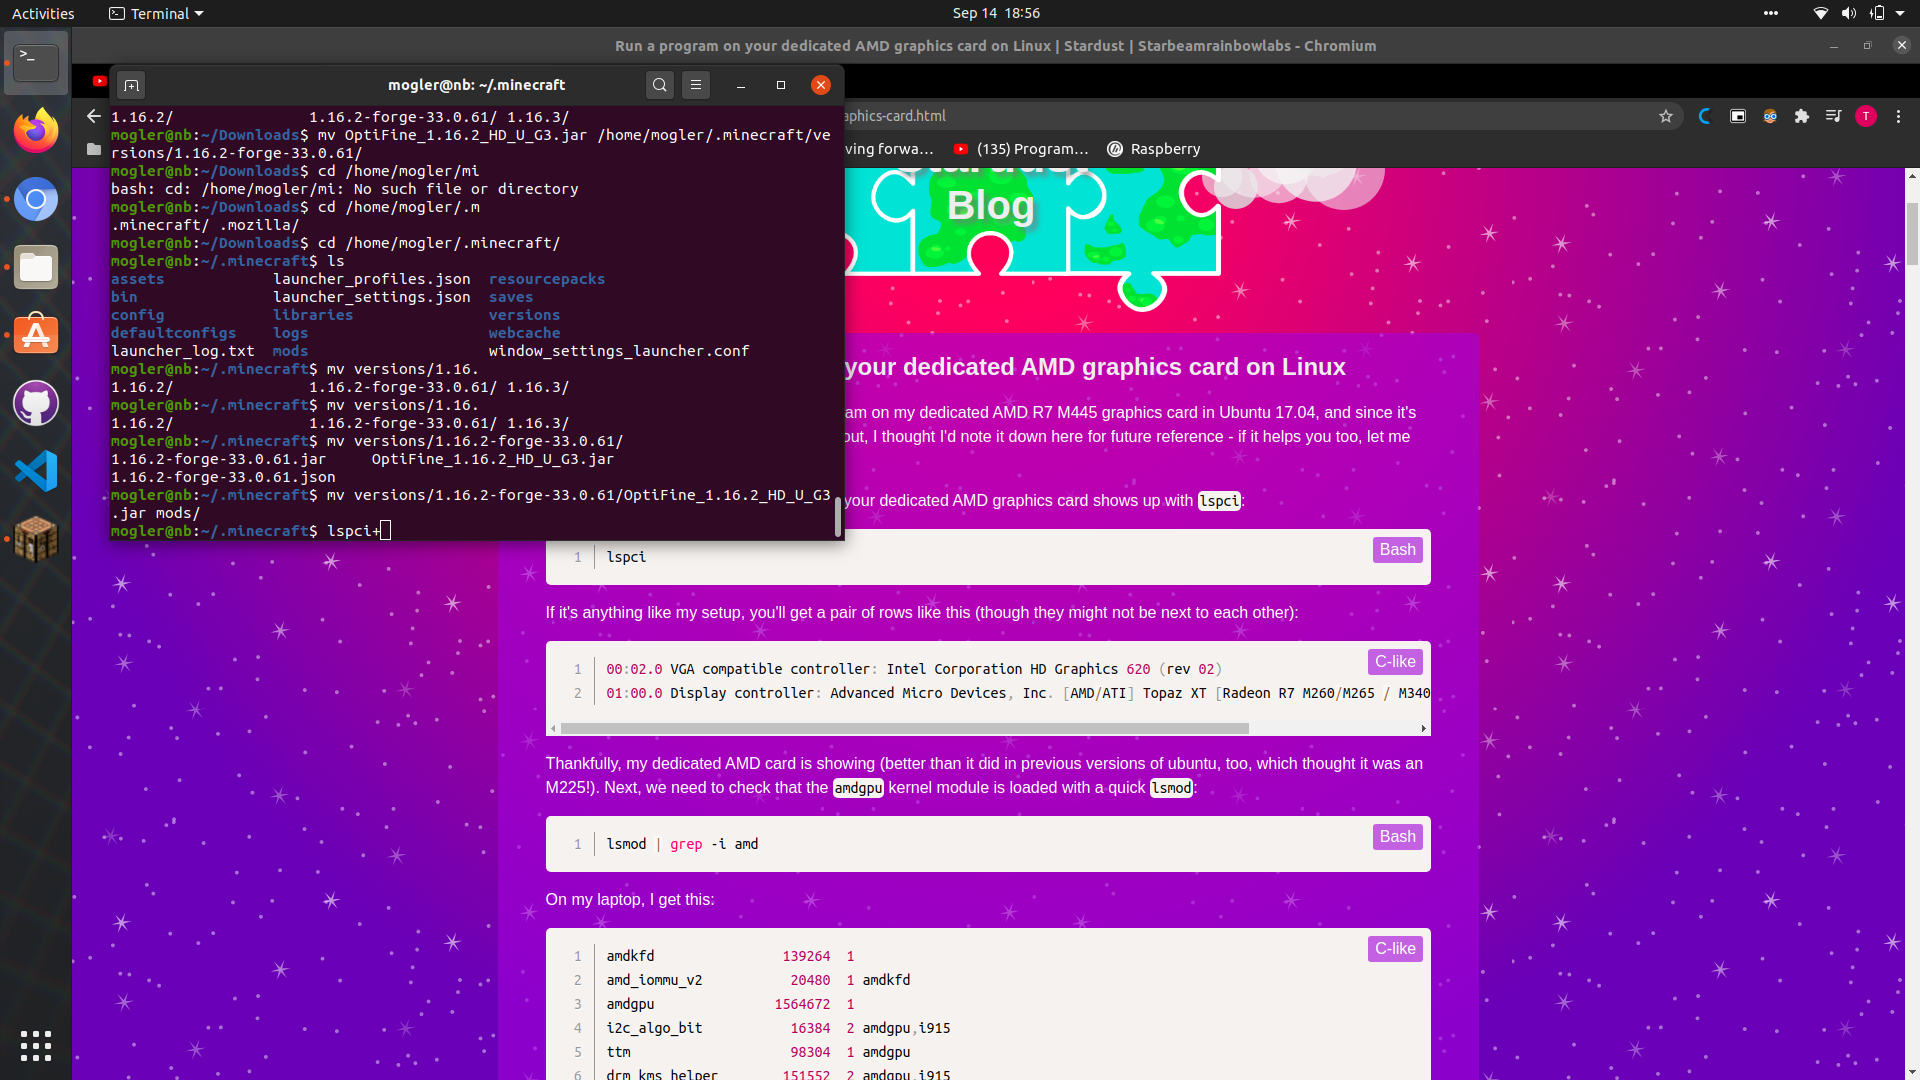 Activities
Terminal
Sep 14 18:56
Run a program on your dedicated AMD graphics card on Linux | Stardust | Starbeamrainbowlabs - Chromium
mogler@nb: ~/.minecraft
aphics-card.html
T
ving forwa…
(135) Program…
Raspberry
1.16.2/ 1.16.2-forge-33.0.61/ 1.16.3/
mogler@nb:~/Downloads$ mv OptiFine_1.16.2_HD_U_G3.jar /home/mogler/.minecraft/ve
rsions/1.16.2-forge-33.0.61/
mogler@nb:~/Downloads$ cd /home/mogler/mi
bash: cd: /home/mogler/mi: No such file or directory
mogler@nb:~/Downloads$ cd /home/mogler/.m
.minecraft/ .mozilla/
mogler@nb:~/Downloads$ cd /home/mogler/.minecraft/
mogler@nb:~/.minecraft$ ls
assets launcher_profiles.json resourcepacks
bin launcher_settings.json saves
config libraries versions
defaultconfigs logs webcache
launcher_log.txt mods window_settings_launcher.conf
mogler@nb:~/.minecraft$ mv versions/1.16.
1.16.2/ 1.16.2-forge-33.0.61/ 1.16.3/
mogler@nb:~/.minecraft$ mv versions/1.16.
1.16.2/ 1.16.2-forge-33.0.61/ 1.16.3/
mogler@nb:~/.minecraft$ mv versions/1.16.2-forge-33.0.61/
1.16.2-forge-33.0.61.jar OptiFine_1.16.2_HD_U_G3.jar
1.16.2-forge-33.0.61.json
mogler@nb:~/.minecraft$ mv versions/1.16.2-forge-33.0.61/OptiFine_1.16.2_HD_U_G3
.jar mods/
mogler@nb:~/.minecraft$ lspci+
Blog
your dedicated AMD graphics card on Linux
am on my dedicated AMD R7 M445 graphics card in Ubuntu 17.04, and since it's
out, I thought I'd note it down here for future reference - if it helps you too, let me
your dedicated AMD graphics card shows up with lspci:
Bash
1 lspci
If it's anything like my setup, you'll get a pair of rows like this (though they might not be next to each other):
C-like
1 00:02.0 VGA compatible controller: Intel Corporation HD Graphics 620 (rev 02)
2 01:00.0 Display controller: Advanced Micro Devices, Inc. [AMD/ATI] Topaz XT [Radeon R7 M260/M265 / M340
Thankfully, my dedicated AMD card is showing (better than it did in previous versions of ubuntu, too, which thought it was an
M225!). Next, we need to check that the amdgpu kernel module is loaded with a quick lsmod:
Bash
1 lsmod | grep -i amd
On my laptop, I get this:
C-like
1 amdkfd 139264 1
2 amd_iommu_v2 20480 1 amdkfd
3 amdgpu 1564672 1
4 i2c_algo_bit 16384 2 amdgpu,i915
5 ttm 98304 1 amdgpu
6 drm_kms_helper 151552 2 amdgpu,i915